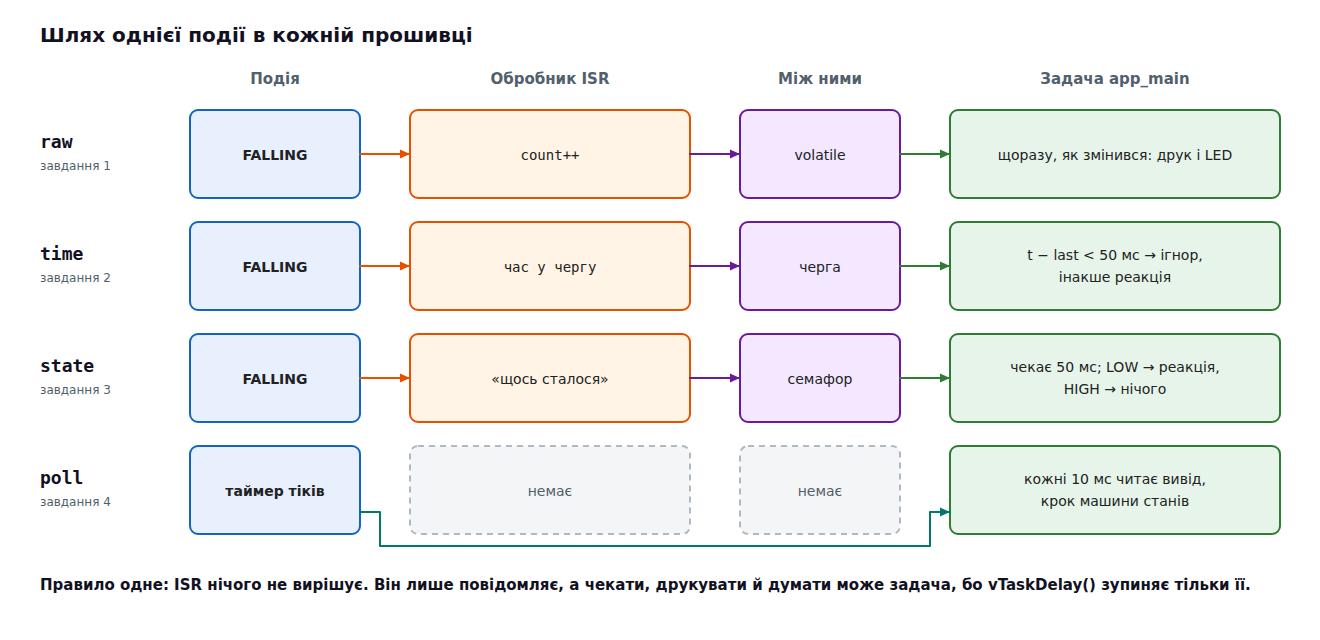 Шлях однієї події в кожній прошивці
Подія
Обробник ISR
Між ними
Задача app_main
raw
завдання 1
FALLING
count++
volatile
щоразу, як змінився: друк і LED
time
завдання 2
FALLING
час у чергу
черга
t − last < 50 мс → ігнор,
інакше реакція
state
завдання 3
FALLING
«щось сталося»
семафор
чекає 50 мс; LOW → реакція,
HIGH → нічого
poll
завдання 4
таймер тіків
немає
немає
кожні 10 мс читає вивід,
крок машини станів
Правило одне: ISR нічого не вирішує. Він лише повідомляє, а чекати, друкувати й думати може задача, бо vTaskDelay() зупиняє тільки її.